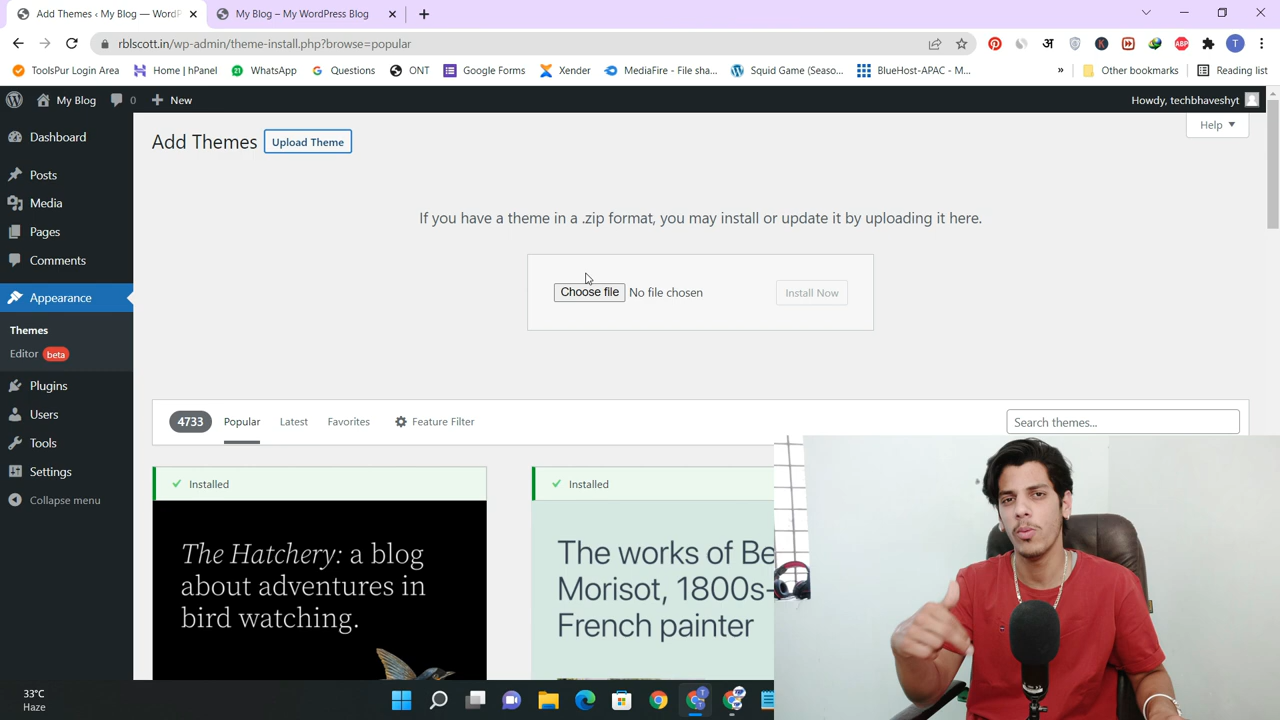 Add Themes ‹ My Blog — WordP
My Blog – My WordPress Blog
rblscott.in/wp-admin/theme-install.php?browse=popular
अ
K
ABP
T
ToolsPur Login Area
Home | hPanel
21 WhatsApp
Questions
ONT
Google Forms
Xender
MediaFire - File sha...
Squid Game (Seaso...
BlueHost-APAC - M...
»
Other bookmarks
Reading list
My Blog
0
New
Howdy, techbhaveshyt
Add Themes
Upload Theme
Help
Dashboard
Posts
Media
Pages
Comments
Appearance
Themes
Editor beta
Plugins
Users
Tools
Settings
Collapse menu
If you have a theme in a .zip format, you may install or update it by uploading it here.
Choose file No file chosen
Install Now
4733
Popular
Latest
Favorites
Feature Filter
Search themes...
Installed
The Hatchery: a blog
about adventures in
bird watching.
Installed
The works of Be
Morisot, 1800s-
French painter
33°C
Haze